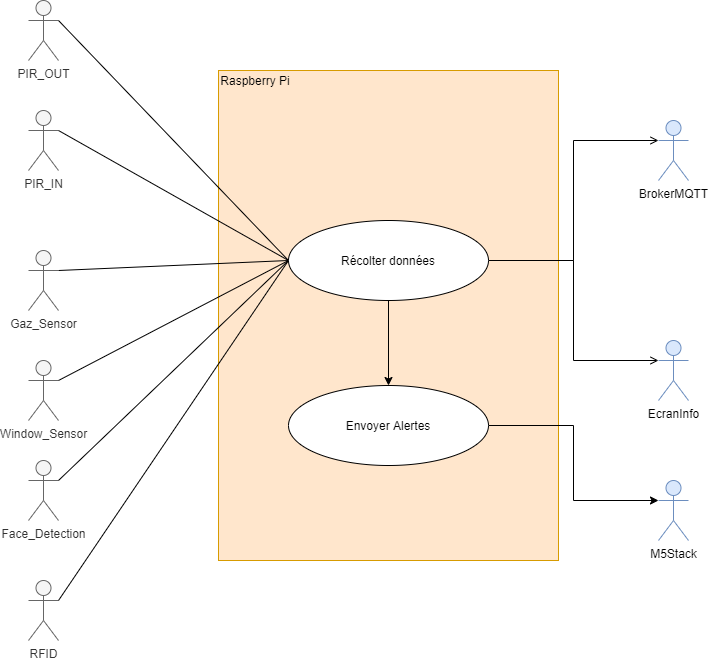 PIR_OUT
Raspberry Pi
PIR_IN
BrokerMQTT
Récolter données
Gaz_Sensor
EcranInfo
Envoyer Alertes
Window_Sensor
Face_Detection
M5Stack
RFID